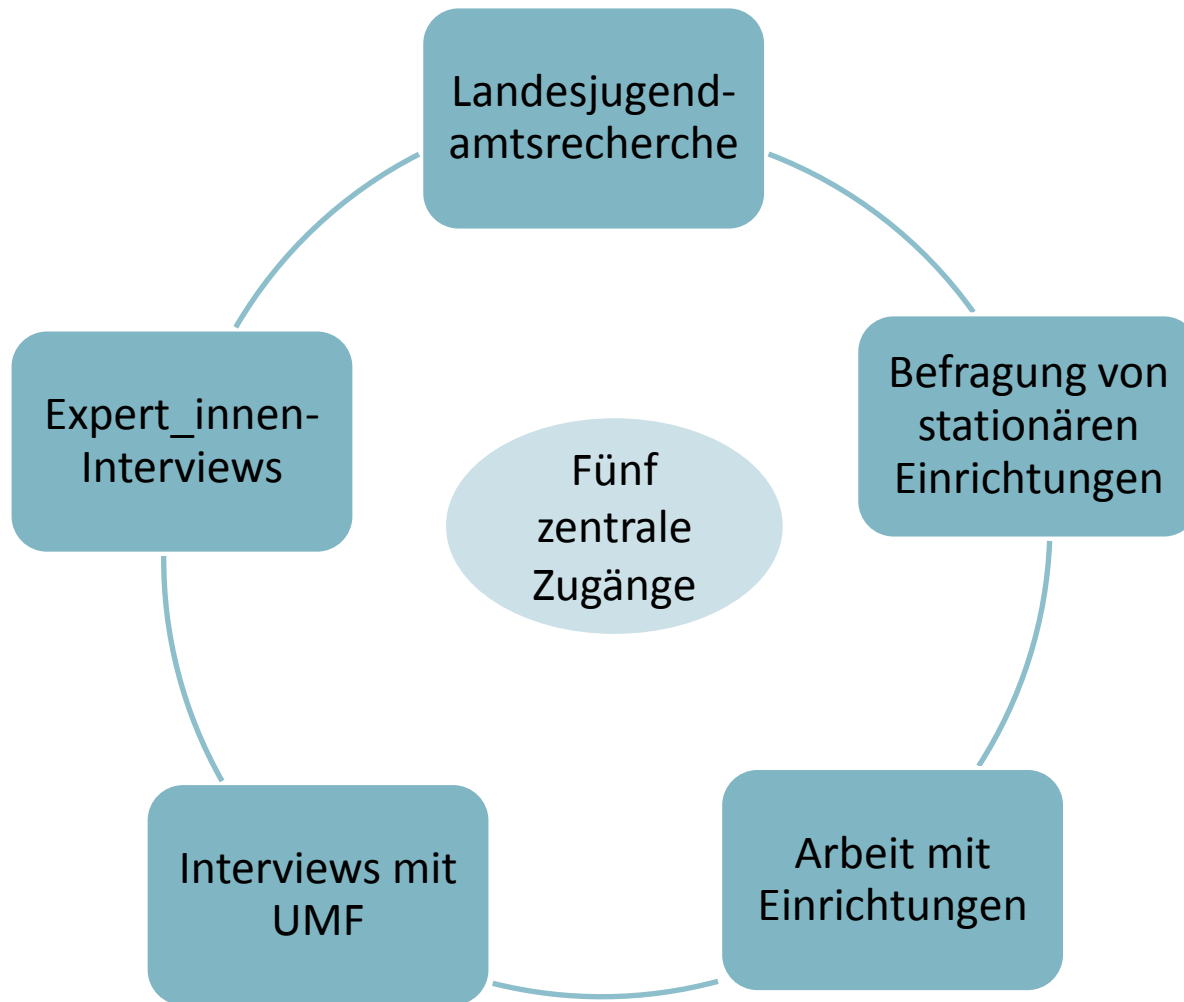 Landesjugend-
amtsrecherche
Befragung von
stationären
Einrichtungen
Expert_innen-
Interviews
Fünf
zentrale
Zugänge
Arbeit mit
Einrichtungen
Interviews mit
UMF